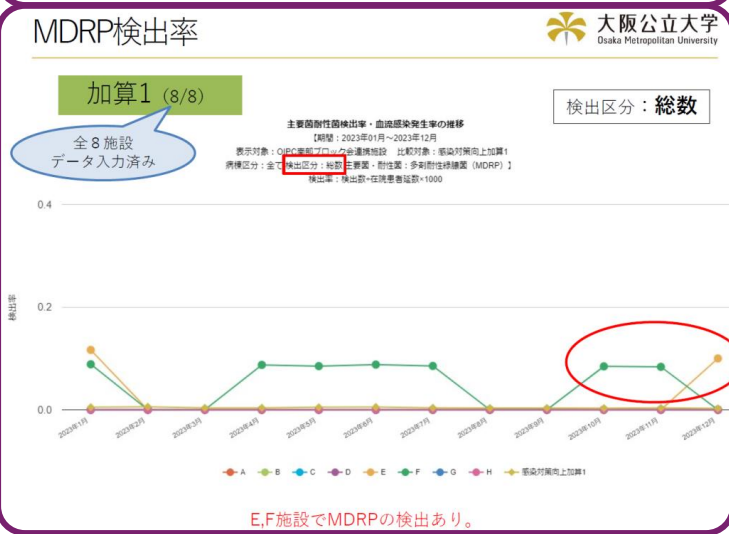 MDRP検出率
大阪公立大学
Osaka Metropolitan University
加算1 (8/8)
検出区分：総数
全８施設
データ入力済み
主要菌耐性菌検出率・血流感染発生率の推移
【期間：2023年01月～2023年12月
表示対象：OIPC泉南ブロック会連携施設　比較対象：感染対策向上加算1
病棟区分：全て 検出区分：総数 主要菌・耐性菌：多剤耐性緑膿菌（MDRP）】
検出率：検出数÷在院患者延数×1000
検出率
0.4
0.2
0.0
2023年1月 2023年2月 2023年3月 2023年4月 2023年5月 2023年6月 2023年7月 2023年8月 2023年9月 2023年10月 2023年11月 2023年12月
A B C D E F G H 感染対策向上加算1
E,F施設でMDRPの検出あり。